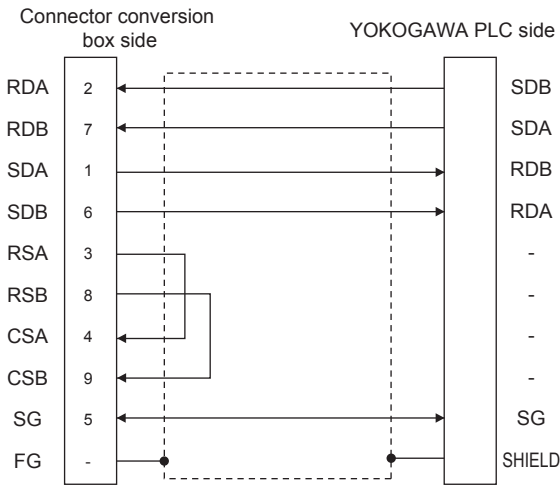 Connector conversion
box side
YOKOGAWA PLC side
RDA 2 SDB
RDB 7 SDA
SDA 1 RDB
SDB 6 RDA
RSA 3 -
RSB 8 -
CSA 4 -
CSB 9 -
SG 5 SG
FG - SHIELD